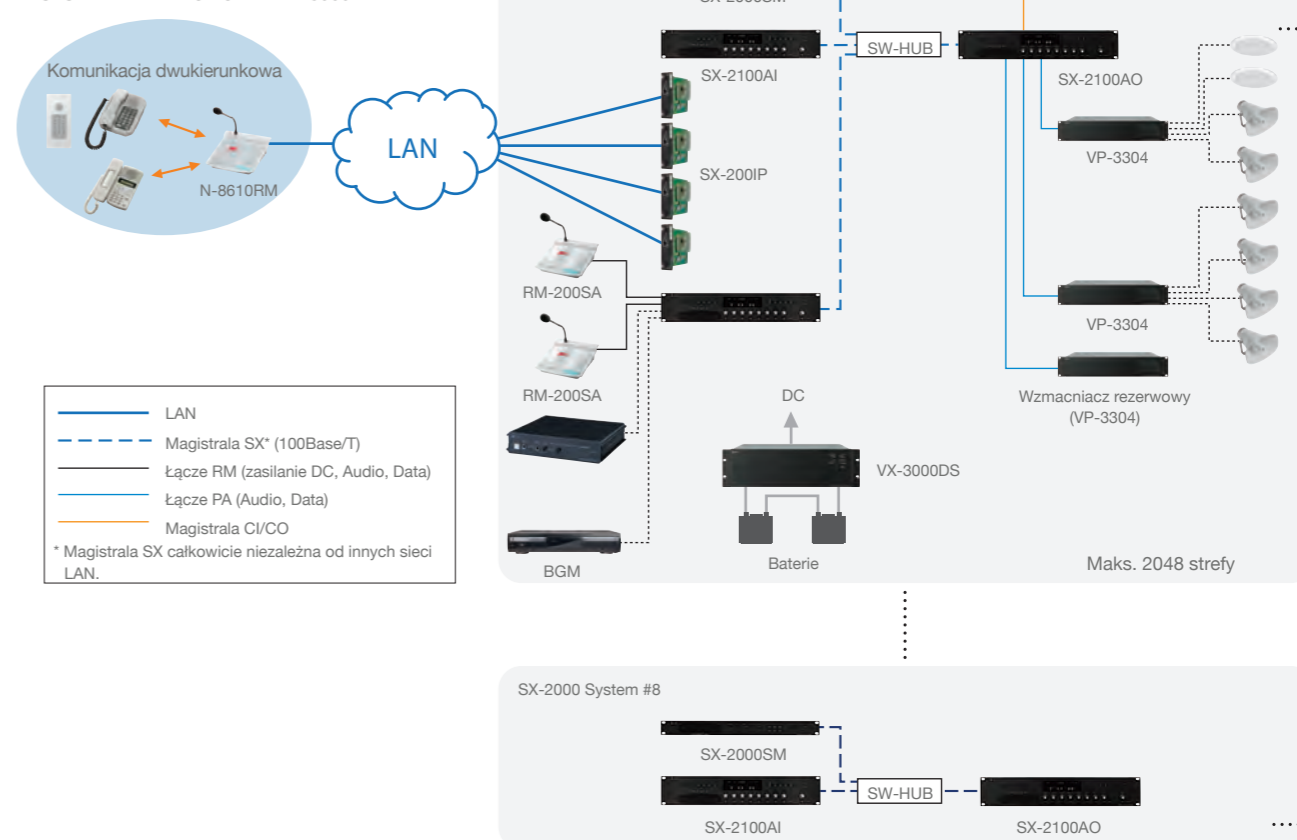 Komunikacja dwukierunkowa
N-8610RM
LAN
SX-2100AI
SW-HUB
SX-2100AO
VP-3304
SX-200IP
RM-200SA
VP-3304
RM-200SA
Wzmacniacz rezerwowy
(VP-3304)
DC
VX-3000DS
Baterie
BGM
Maks. 2048 strefy
LAN
Magistrala SX* (100Base/T)
Łącze RM (zasilanie DC, Audio, Data)
Łącze PA (Audio, Data)
Magistrala CI/CO
* Magistrala SX całkowicie niezależna od innych sieci
LAN.
SX-2000 System #8
SX-2000SM
SX-2100AI
SW-HUB
SX-2100AO